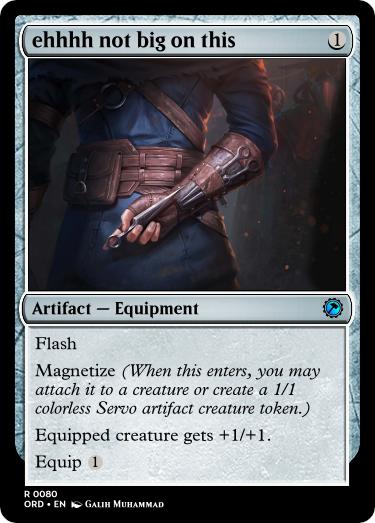 ehhhh not big on this 1
Artifact — Equipment
Flash
Magnetize (When this enters, you may
attach it to a creature or create a 1/1
colorless Servo artifact creature token.)
Equipped creature gets +1/+1.
Equip 1
R 0080
ORD • EN Galih Muhammad